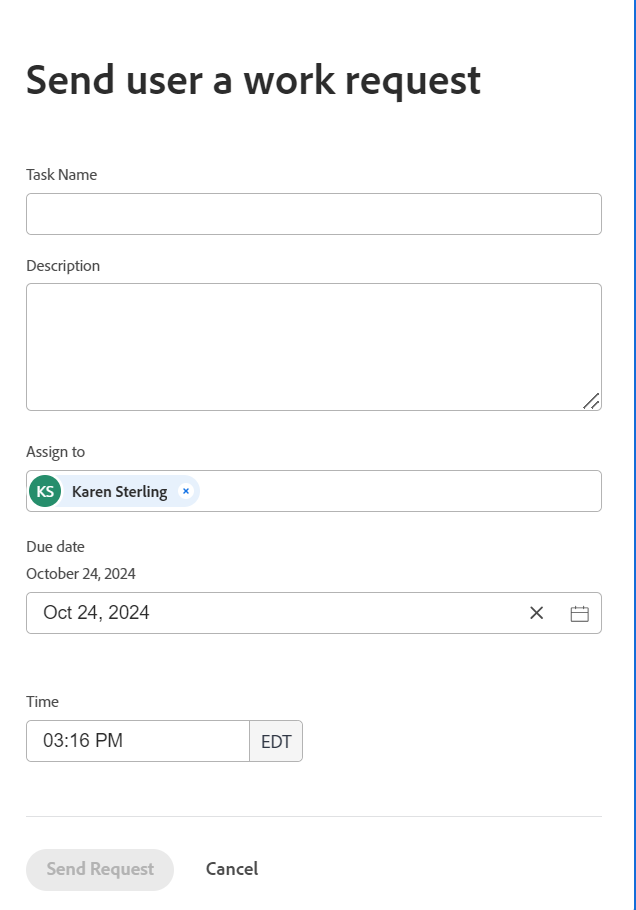 Send user a work request
Task Name
Description
Assign to
KS Karen Sterling ×
Due date
October 24, 2024
Oct 24, 2024
Time
03:16 PM EDT
Send Request Cancel